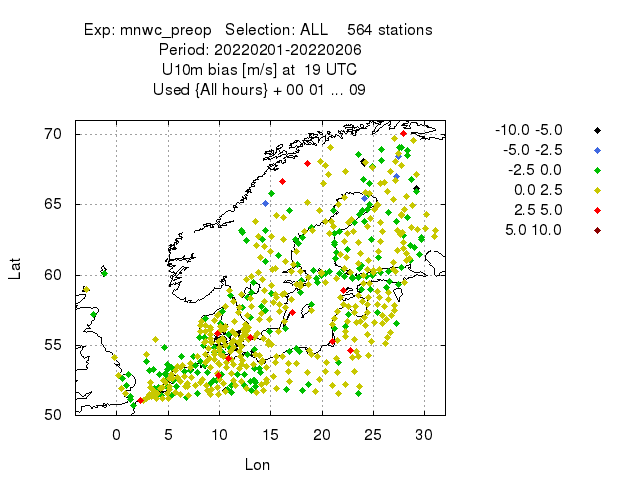 Exp: mnwc_preop   Selection: ALL    564 stations
Period: 20220201-20220206
U10m bias [m/s] at  19 UTC
Used {All hours} + 00 01 ... 09
-10.0 -5.0
-5.0 -2.5
-2.5 0.0
0.0 2.5
2.5 5.0
5.0 10.0
70
65
60
55
50
Lat
0 5 10 15 20 25 30
Lon